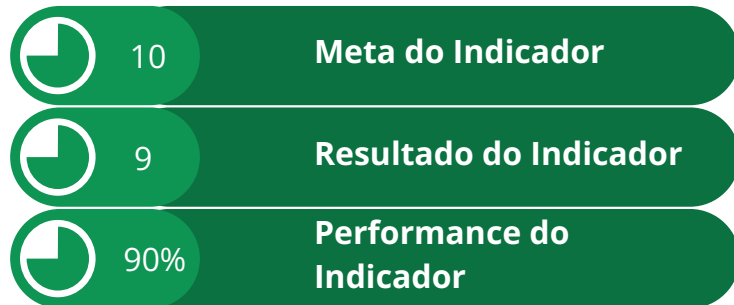 10
Meta do Indicador
9
Resultado do Indicador
90%
Performance do
Indicador